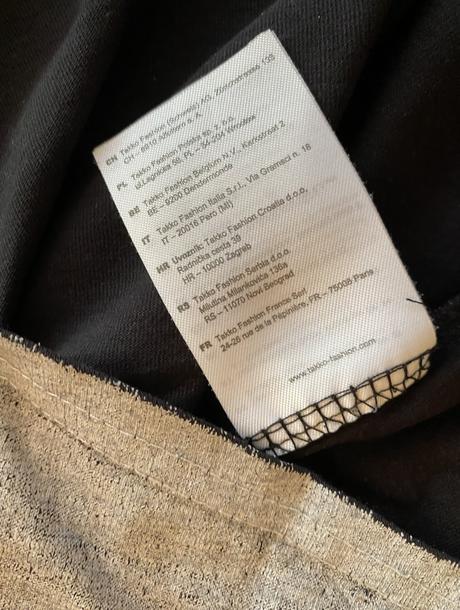 CH Takko Fashion (Schweiz) AG, Zürcherstrasse 135
CH – 8910 Affoltern a. A.
PL Takko Fashion Polska sp. z o.o.
ul.Legnicka 56, PL – 54-204 Wrocław
BE Takko Fashion Belgium N.V., Kerkstraat 2
BE – 9200 Dendermonde
IT Takko Fashion Italia S.r.l., Via Gramsci n. 18
IT – 20016 Pero (MI)
HR Uvoznik: Takko Fashion Croatia d.o.o.
Radnička cesta 39
HR – 10000 Zagreb
RS Takko Fashion Serbia d.o.o.
Milutina Milankovića 136a
RS – 11070 Novi Beograd
FR Takko Fashion France Sarl
24-26 rue de la Pépinière, FR – 75008 Paris
www.takko-fashion.com